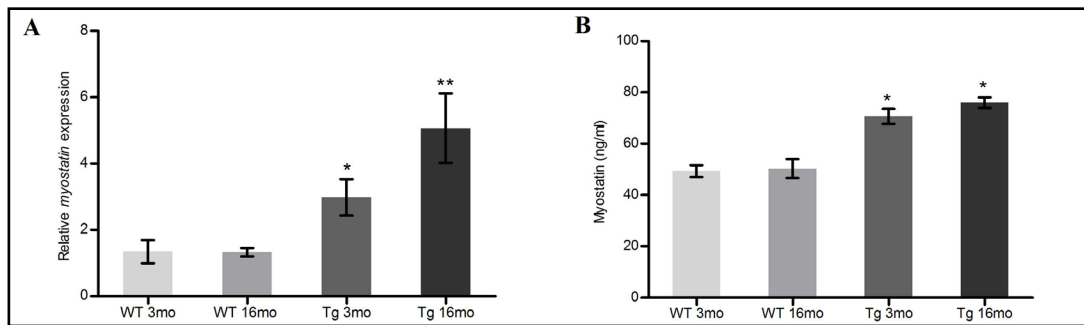 A
Relative myostatin expression
8
6
4
2
0
*
**
WT 3mo WT 16mo Tg 3mo Tg 16mo
B
Myostatin (ng/ml)
100
80
60
40
20
0
*
*
WT 3mo WT 16mo Tg 3mo Tg 16mo